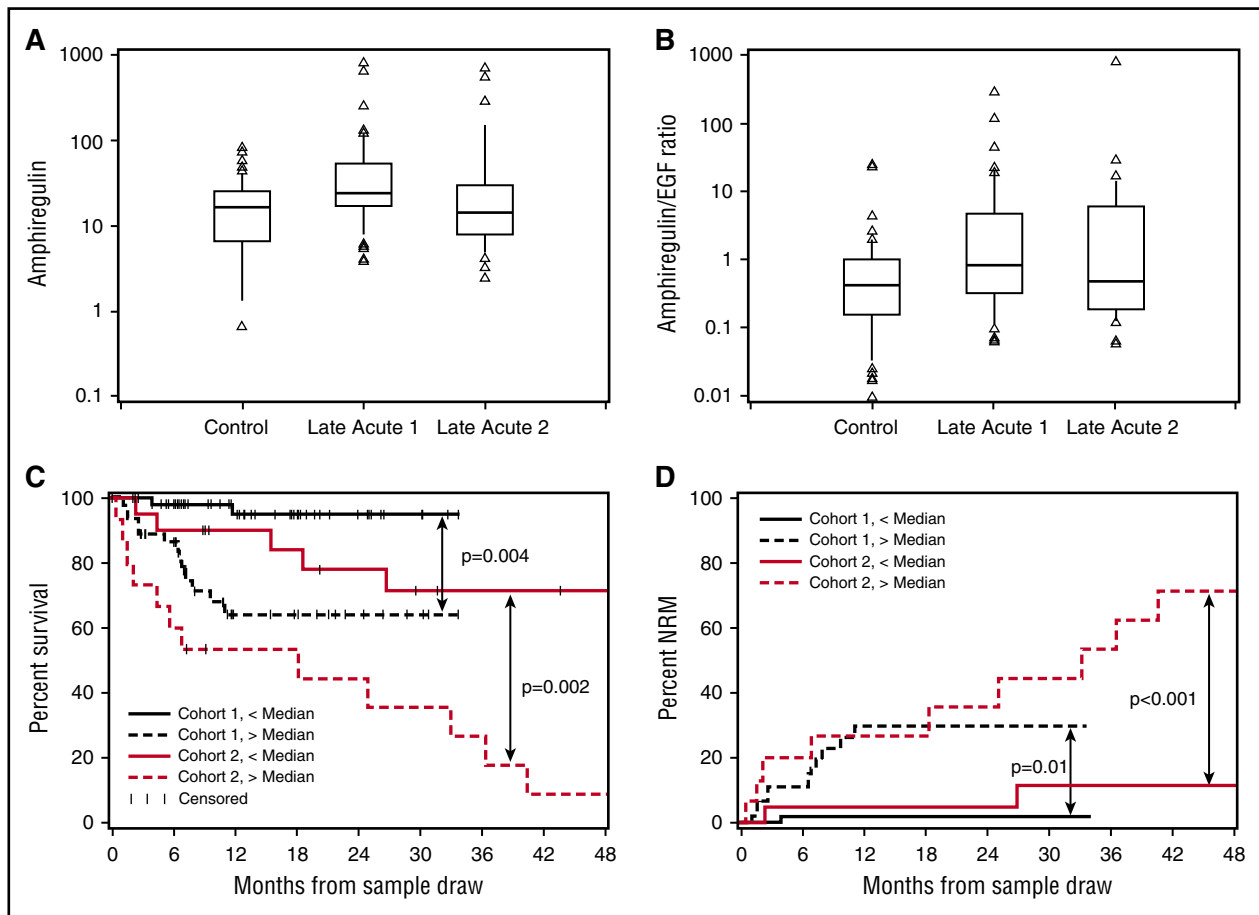 A
1000
100
10
1
0.1
Amphiregulin
Control
Late Acute 1
Late Acute 2
B
1000
100
10
1
0.1
0.01
Amphiregulin/EGF ratio
Control
Late Acute 1
Late Acute 2
C
100
80
60
40
20
0
Percent survival
p=0.004
p=0.002
Cohort 1, < Median
Cohort 1, > Median
Cohort 2, < Median
Cohort 2, > Median
Censored
0 6 12 18 24 30 36 42 48
Months from sample draw
D
100
80
60
40
20
0
Percent NRM
Cohort 1, < Median
Cohort 1, > Median
Cohort 2, < Median
Cohort 2, > Median
p<0.001
p=0.01
0 6 12 18 24 30 36 42 48
Months from sample draw